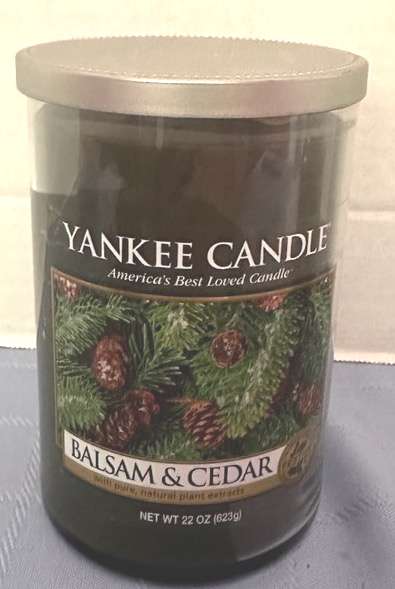 YANKEE CANDLE
America's Best Loved Candle
BALSAM & CEDAR
with pure, natural plant extracts
NET WT 22 OZ (623g)